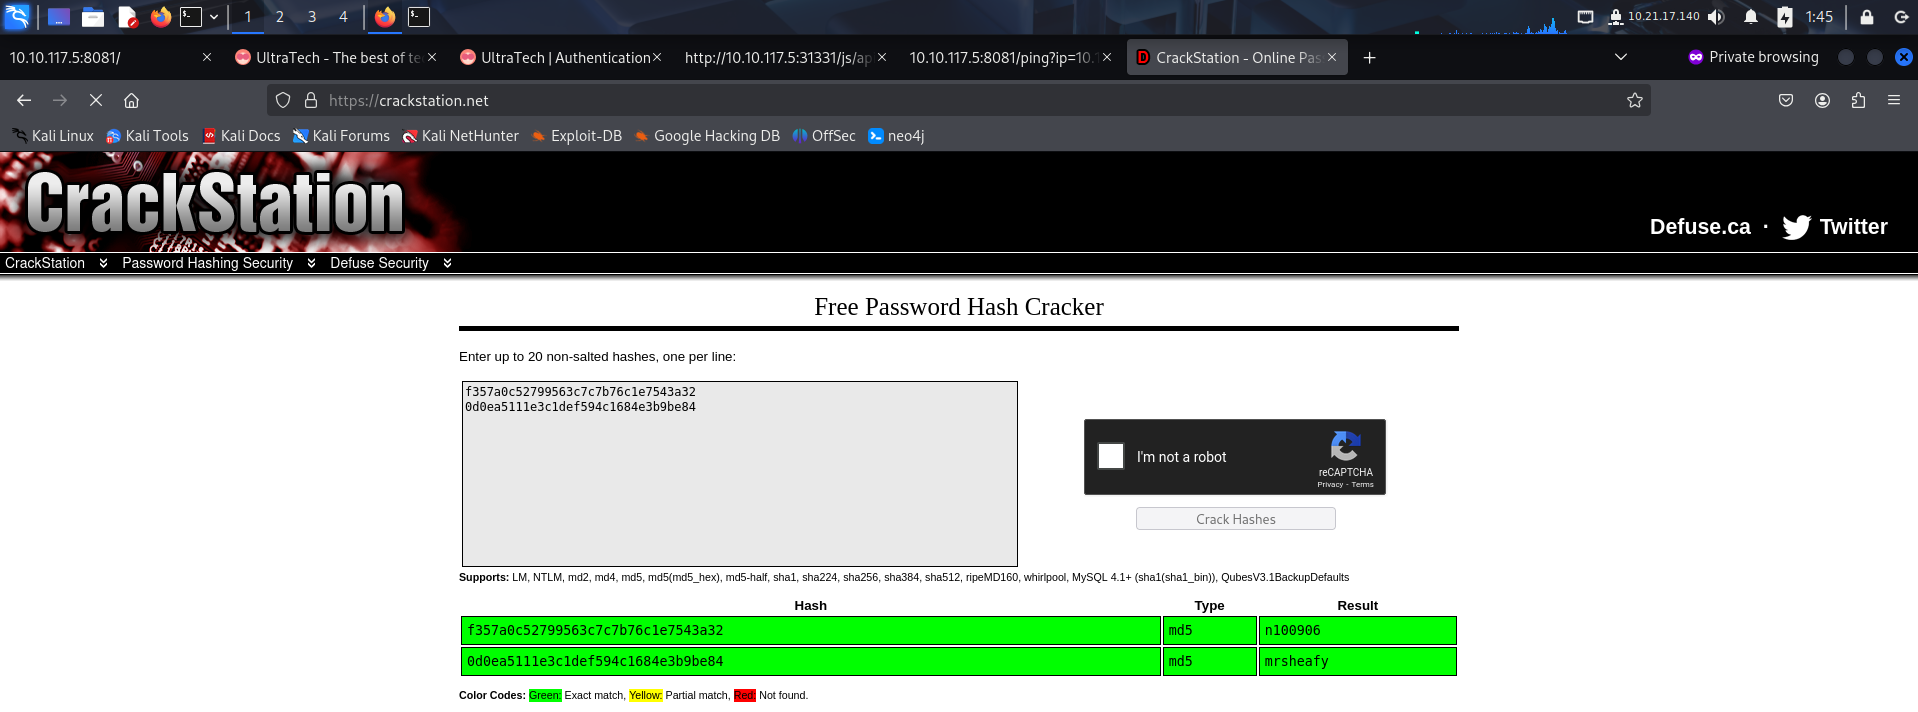 1 2 3 4 10.21.17.140 1:45
10.10.117.5:8081/ UltraTech - The best of te UltraTech | Authentication http://10.10.117.5:31331/js/ap 10.10.117.5:8081/ping?ip=10.1 CrackStation - Online Pas Private browsing
https://crackstation.net
Kali Linux Kali Tools Kali Docs Kali Forums Kali NetHunter Exploit-DB Google Hacking DB OffSec neo4j
CrackStation
Defuse.ca · Twitter
CrackStation Password Hashing Security Defuse Security
Free Password Hash Cracker
Enter up to 20 non-salted hashes, one per line:
f357a0c52799563c7c7b76c1e7543a32
0d0ea5111e3c1def594c1684e3b9be84
I'm not a robot
reCAPTCHA
Privacy - Terms
Crack Hashes
Supports: LM, NTLM, md2, md4, md5, md5(md5_hex), md5-half, sha1, sha224, sha256, sha384, sha512, ripeMD160, whirlpool, MySQL 4.1+ (sha1(sha1_bin)), QubesV3.1BackupDefaults
Hash Type Result
f357a0c52799563c7c7b76c1e7543a32 md5 n100906
0d0ea5111e3c1def594c1684e3b9be84 md5 mrsheafy
Color Codes: Green: Exact match, Yellow: Partial match, Red: Not found.